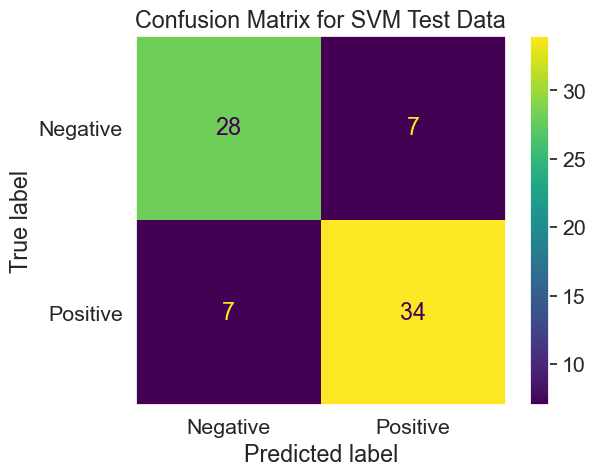 Confusion Matrix for SVM Test Data
True label
Negative
28
7
Positive
7
34
Negative
Positive
Predicted label
30
25
20
15
10